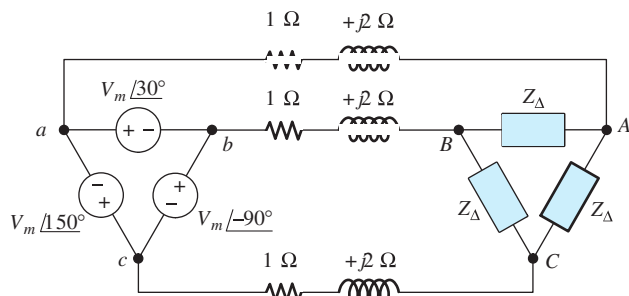 1 Ω +j2 Ω
V_m /30° 1 Ω +j2 Ω Z_Δ
a + − b B A
− + + −
V_m /150° V_m /−90° Z_Δ Z_Δ
c 1 Ω +j2 Ω C